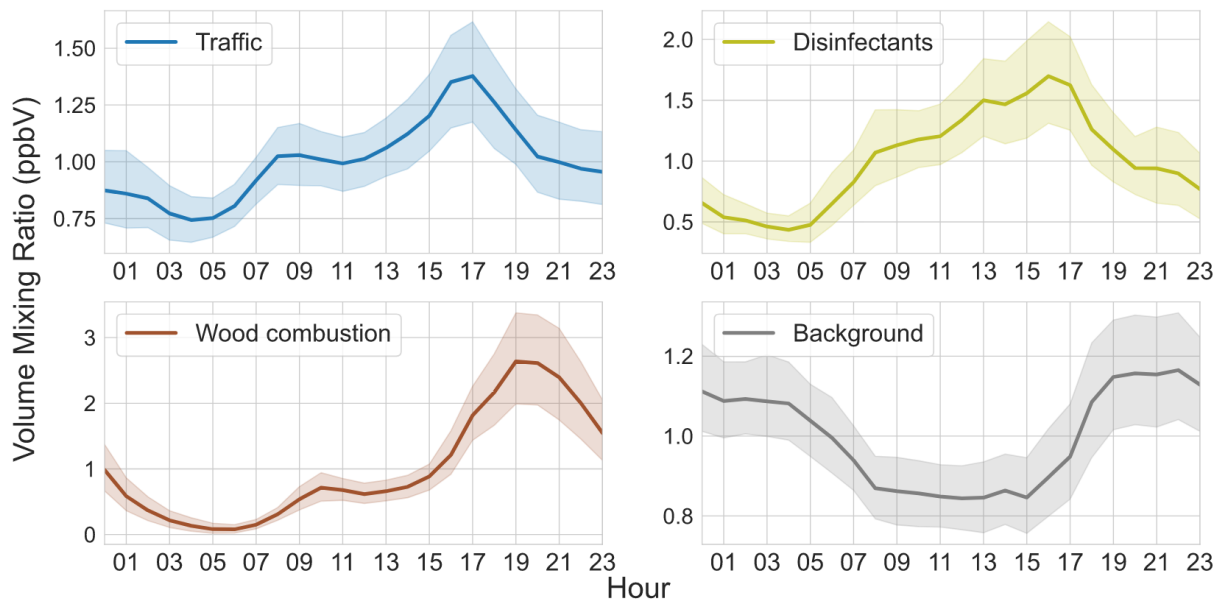 Volume Mixing Ratio (ppbV)
Traffic
1.50
1.25
1.00
0.75
01 03 05 07 09 11 13 15 17 19 21 23
Disinfectants
2.0
1.5
1.0
0.5
01 03 05 07 09 11 13 15 17 19 21 23
Wood combustion
3
2
1
0
01 03 05 07 09 11 13 15 17 19 21 23
Background
1.2
1.0
0.8
01 03 05 07 09 11 13 15 17 19 21 23
Hour